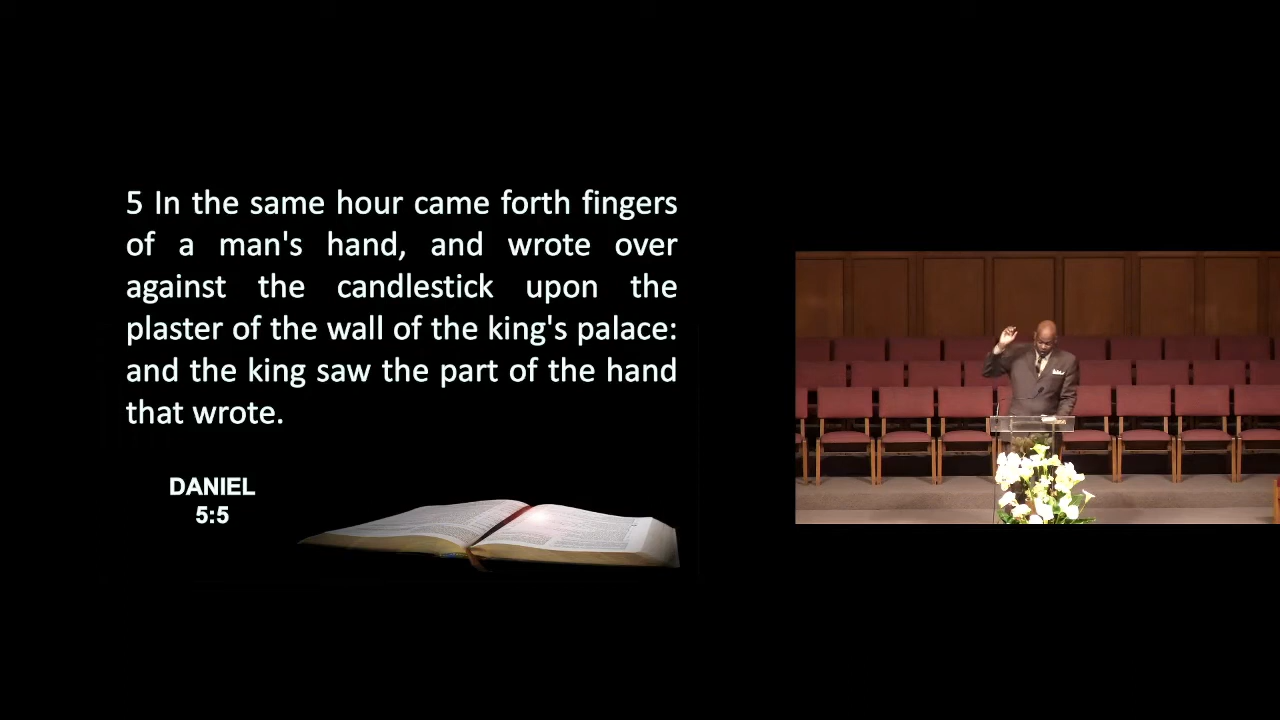 5 In the same hour came forth fingers
of a man's hand, and wrote over
against the candlestick upon the
plaster of the wall of the king's palace:
and the king saw the part of the hand
that wrote.
DANIEL
5:5